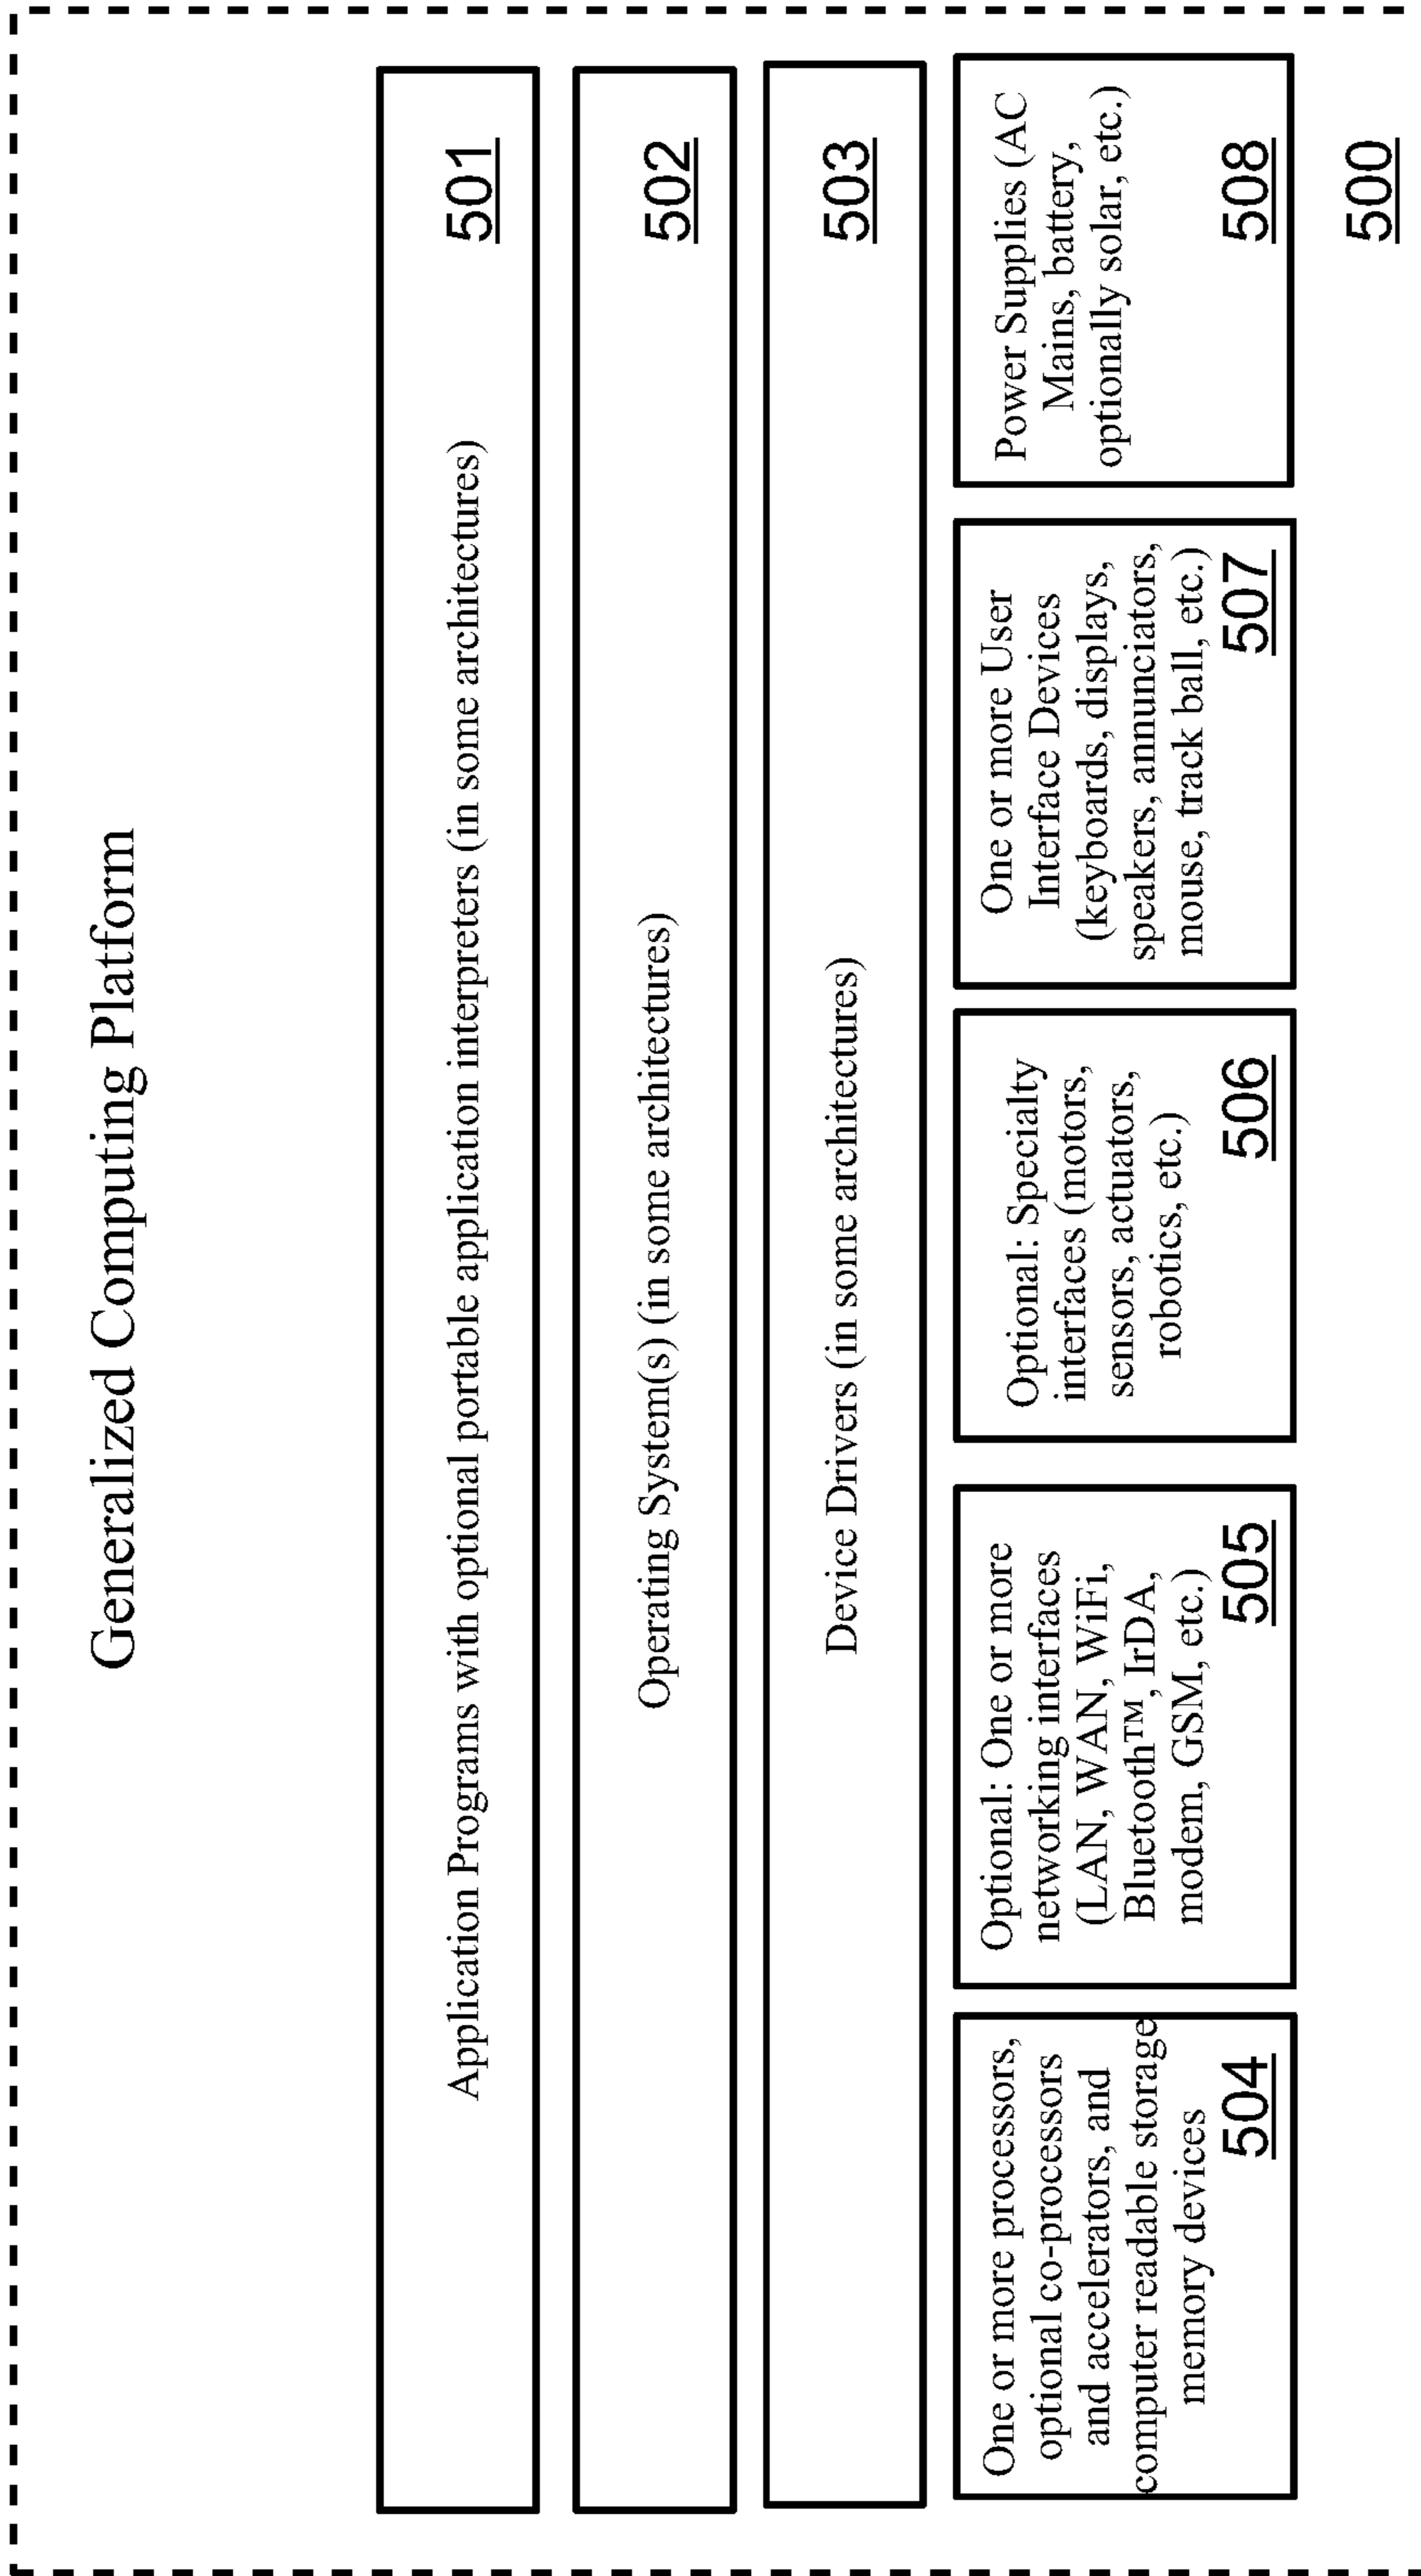 Generalized Computing Platform
Application Programs with optional portable application interpreters (in some architectures)
501
Operating System(s) (in some architectures)
502
Device Drivers (in some architectures)
503
One or more processors,
optional co-processors
and accelerators, and
computer readable storage
memory devices
504
Optional: One or more
networking interfaces
(LAN, WAN, WiFi,
Bluetooth™, IrDA,
modem, GSM, etc.)
505
Optional: Specialty
interfaces (motors,
sensors, actuators,
robotics, etc.)
506
One or more User
Interface Devices
(keyboards, displays,
speakers, annunciators,
mouse, track ball, etc.)
507
Power Supplies (AC
Mains, battery,
optionally solar, etc.)
508
500